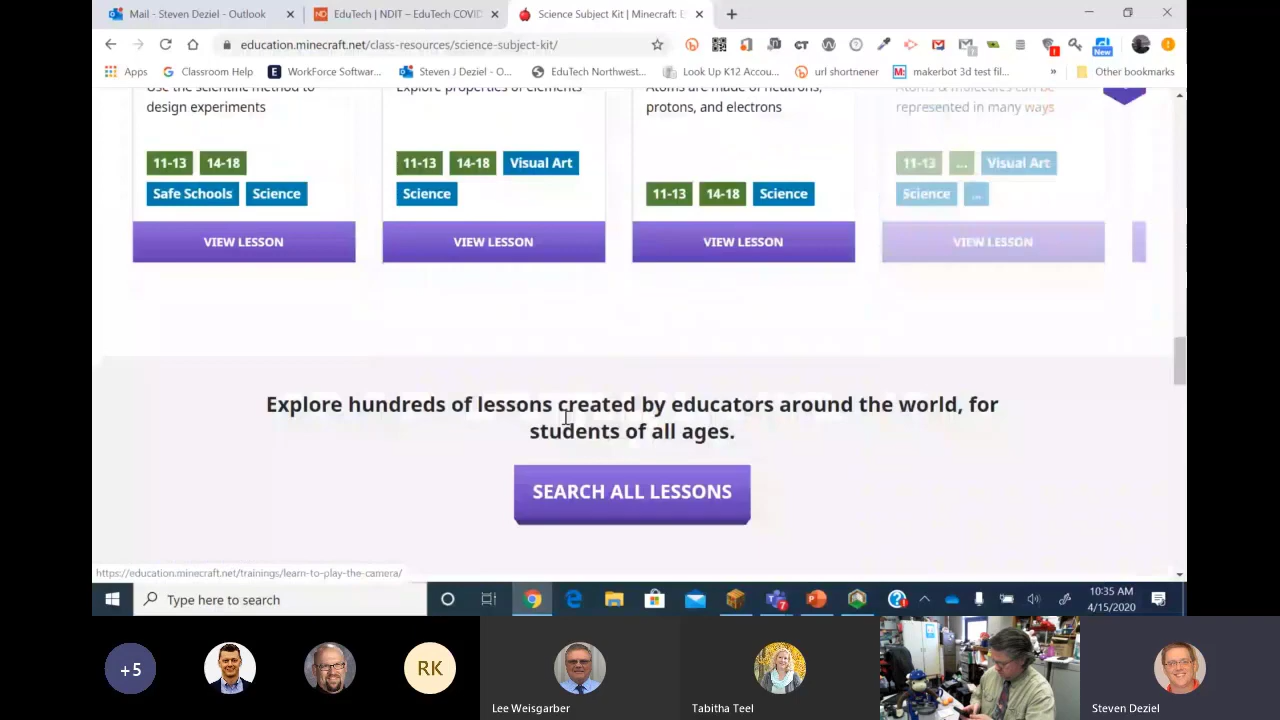 Mail - Steven Deziel - Outlook
EduTech | NDIT – EduTech COVID
Science Subject Kit | Minecraft: E
education.minecraft.net/class-resources/science-subject-kit/
New
Apps
Classroom Help
WorkForce Softwar...
Steven J Deziel - O...
EduTech Northwest...
Look Up K12 Accou...
url shortnener
makerbot 3d test fil...
»
Other bookmarks
Use the scientific method to
design experiments
11-13 14-18
Safe Schools Science
VIEW LESSON
Explore properties of elements
11-13 14-18 Visual Art
Science
VIEW LESSON
Atoms are made of neutrons,
protons, and electrons
11-13 14-18 Science
VIEW LESSON
Atoms & molecules can be
represented in many ways
11-13 ... Visual Art
Science ...
VIEW LESSON
Explore hundreds of lessons created by educators around the world, for
students of all ages.
SEARCH ALL LESSONS
https://education.minecraft.net/trainings/learn-to-play-the-camera/
Type here to search
10:35 AM
4/15/2020
+5
RK
Lee Weisgarber
Tabitha Teel
Steven Deziel